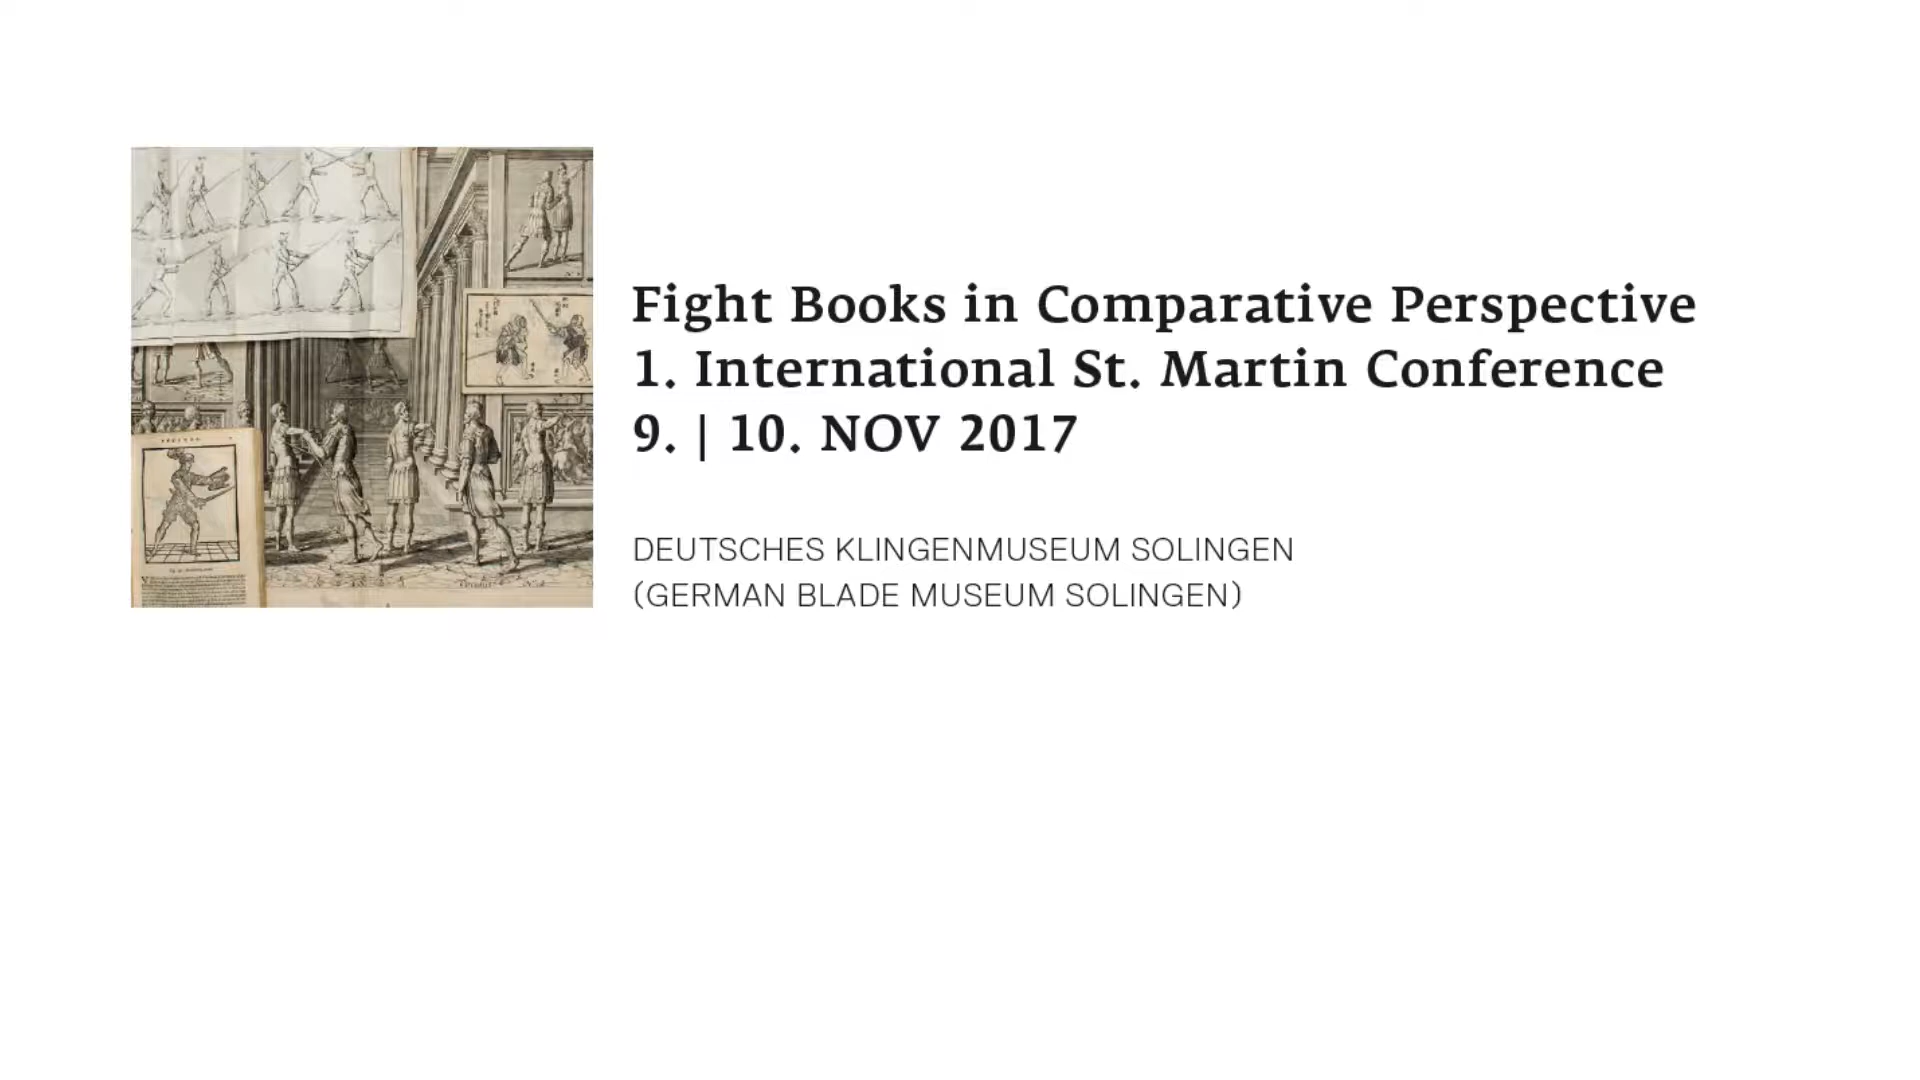 Fight Books in Comparative Perspective
1. International St. Martin Conference
9. | 10. NOV 2017
DEUTSCHES KLINGENMUSEUM SOLINGEN
(GERMAN BLADE MUSEUM SOLINGEN)